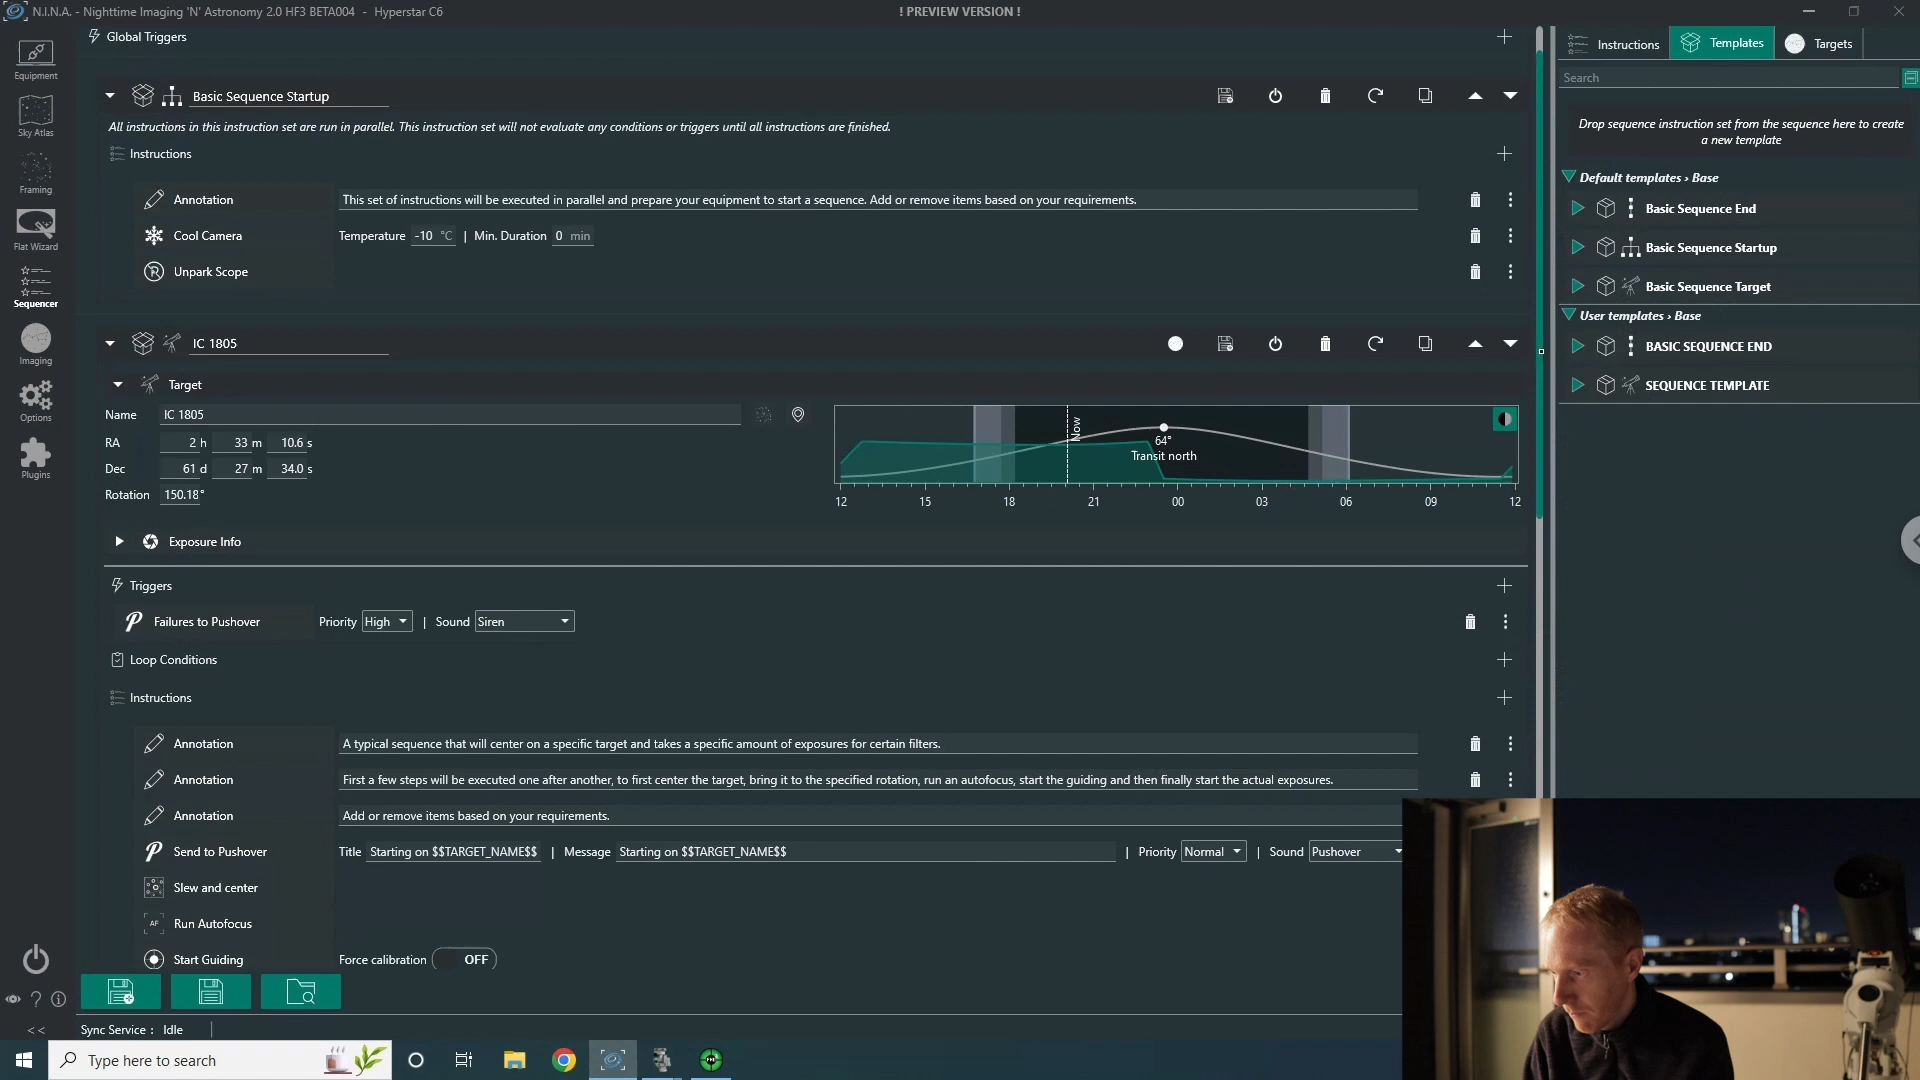 N.I.N.A. - Nighttime Imaging 'N' Astronomy 2.0 HF3 BETA004 - Hyperstar C6
! PREVIEW VERSION !
Equipment
Sky Atlas
Framing
Flat Wizard
Sequencer
Imaging
Options
Plugins
Global Triggers
Basic Sequence Startup
All instructions in this instruction set are run in parallel. This instruction set will not evaluate any conditions or triggers until all instructions are finished.
Instructions
Annotation This set of instructions will be executed in parallel and prepare your equipment to start a sequence. Add or remove items based on your requirements.
Cool Camera Temperature -10 °C | Min. Duration 0 min
Unpark Scope
IC 1805
Target
Name IC 1805
RA 2 h 33 m 10.6 s
Dec 61 d 27 m 34.0 s
Rotation 150.18°
Now
64°
Transit north
12 15 18 21 00 03 06 09 12
Exposure Info
Triggers
Failures to Pushover Priority High | Sound Siren
Loop Conditions
Instructions
Annotation A typical sequence that will center on a specific target and takes a specific amount of exposures for certain filters.
Annotation First a few steps will be executed one after another, to first center the target, bring it to the specified rotation, run an autofocus, start the guiding and then finally start the actual exposures.
Annotation Add or remove items based on your requirements.
Send to Pushover Title Starting on $$TARGET_NAME$$ | Message Starting on $$TARGET_NAME$$ | Priority Normal | Sound Pushover
Slew and center
AF Run Autofocus
Start Guiding Force calibration OFF
Sync Service : Idle
<<
Instructions Templates Targets
Search
Drop sequence instruction set from the sequence here to create
a new template
Default templates › Base
Basic Sequence End
Basic Sequence Startup
Basic Sequence Target
User templates › Base
BASIC SEQUENCE END
SEQUENCE TEMPLATE
Type here to search